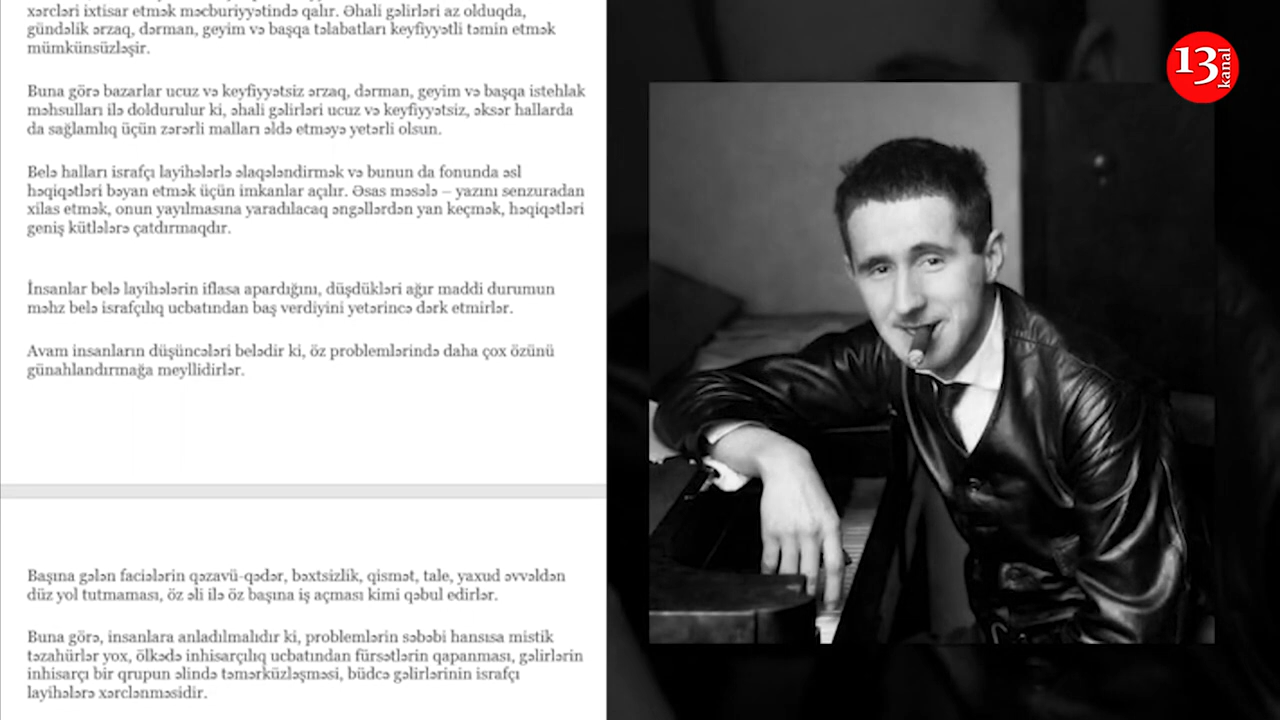 xərcləri ixtisar etmək məcburiyyətində qalır. Əhali gəlirləri az olduqda,
gündəlik ərzaq, dərman, geyim və başqa təlabatları keyfiyyətli təmin etmək
mümkünsüzləşir.
Buna görə bazarlar ucuz və keyfiyyətsiz ərzaq, dərman, geyim və başqa istehlak
məhsulları ilə doldurulur ki, əhali gəlirləri ucuz və keyfiyyətsiz, əksər hallarda
da sağlamlıq üçün zərərli malları əldə etməyə yetərli olsun.
Belə halları israfçı layihələrlə əlaqələndirmək və bunun da fonunda əsl
həqiqətləri bəyan etmək üçün imkanlar açılır. Əsas məsələ – yazını senzuradan
xilas etmək, onun yayılmasına yaradılacaq əngəllərdən yan keçmək, həqiqətləri
geniş kütlələrə çatdırmaqdır.
İnsanlar belə layihələrin iflasa apardığını, düşdükləri ağır maddi durumun
məhz belə israfçılıq ucbatından baş verdiyini yetərincə dərk etmirlər.
Avam insanların düşüncələri belədir ki, öz problemlərində daha çox özünü
günahlandırmağa meyllidirlər.
Başına gələn faciələrin qəzavü-qədər, bəxtsizlik, qismət, tale, yaxud əvvəldən
düz yol tutmaması, öz əli ilə öz başına iş açması kimi qəbul edirlər.
Buna görə, insanlara anladılmalıdır ki, problemlərin səbəbi hansısa mistik
təzahürlər yox, ölkədə inhisarçılıq ucbatından fürsətlərin qapanması, gəlirlərin
inhisarçı bir qrupun əlində təmərküzləşməsi, büdcə gəlirlərinin israfçı
layihələrə xərclənməsidir.
13 kanal